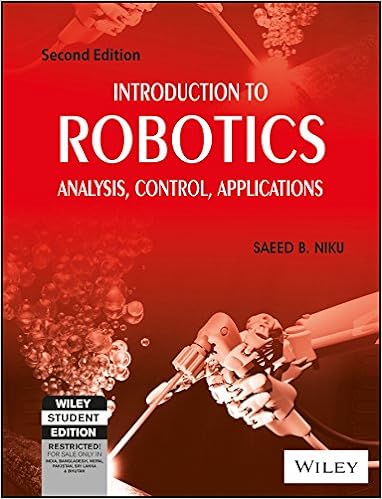 Second Edition
INTRODUCTION TO
ROBOTICS
ANALYSIS, CONTROL, APPLICATIONS
SAEED B. NIKU
WILEY
STUDENT
EDITION
RESTRICTED!
FOR SALE ONLY IN
INDIA, BANGLADESH, NEPAL,
PAKISTAN, SRI LANKA
& BHUTAN
WILEY